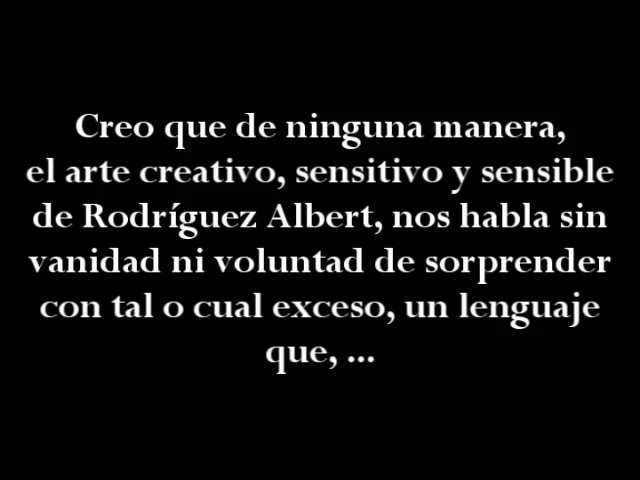 Creo que de ninguna manera,
el arte creativo, sensitivo y sensible
de Rodríguez Albert, nos habla sin
vanidad ni voluntad de sorprender
con tal o cual exceso, un lenguaje
que, ...